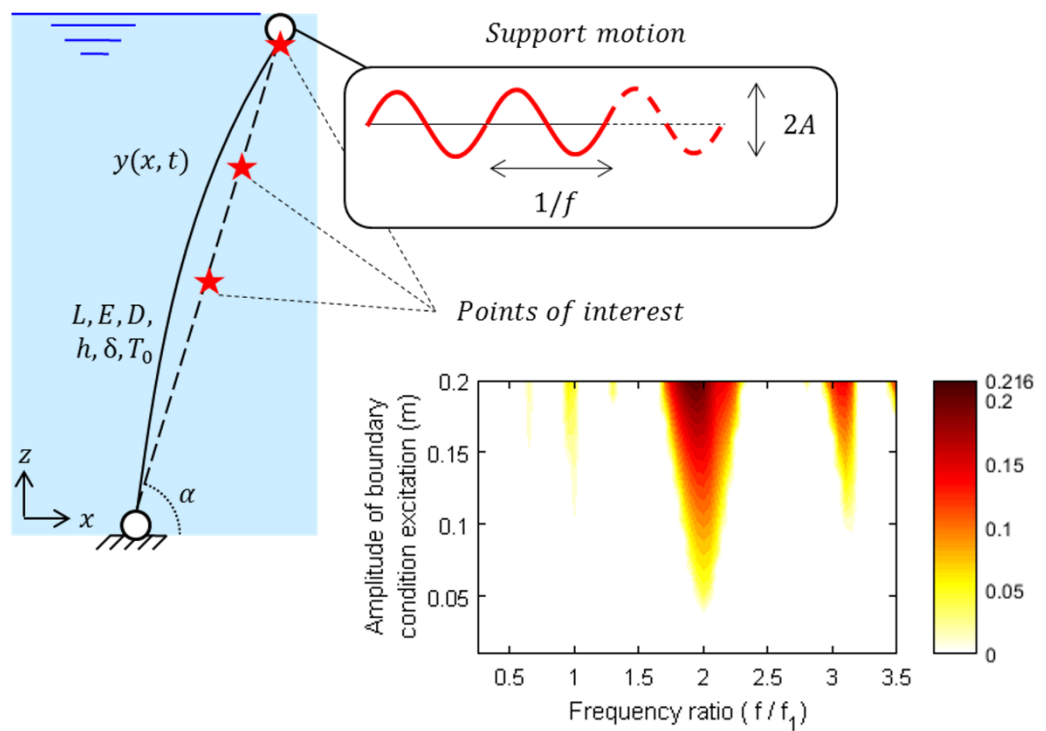 Support motion
2A
1/f
y(x, t)
L, E, D,
h, δ, T₀
Points of interest
z
x
α
Amplitude of boundary
condition excitation (m)
0.2
0.15
0.1
0.05
0.5
1
1.5
2
2.5
3
3.5
Frequency ratio ( f / f₁)
0.216
0.2
0.15
0.1
0.05
0